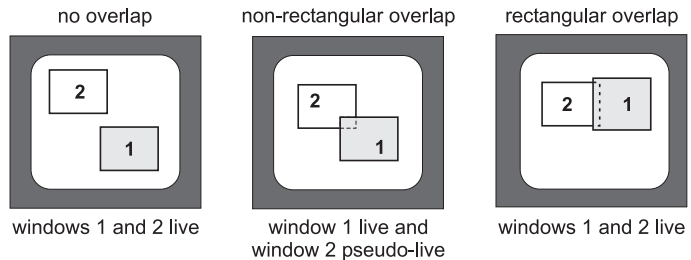 no overlap
2
1
windows 1 and 2 live
non-rectangular overlap
2
1
window 1 live and
window 2 pseudo-live
rectangular overlap
2
1
windows 1 and 2 live